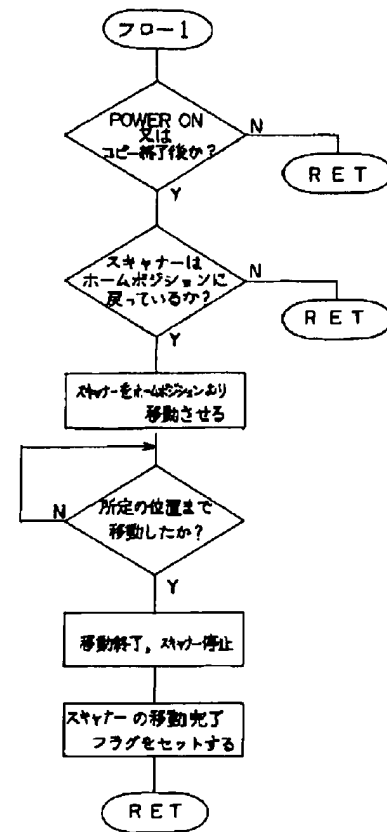 フロー1
POWER ON
又は
コピー終了後か？
N
RET
Y
スキャナーは
ホームポジションに
戻っているか？
N
RET
Y
スキャナーをホームポジションより
移動させる
所定の位置まで
移動したか？
N
Y
移動終了，スキャナー停止
スキャナーの移動完了
フラグをセットする
RET